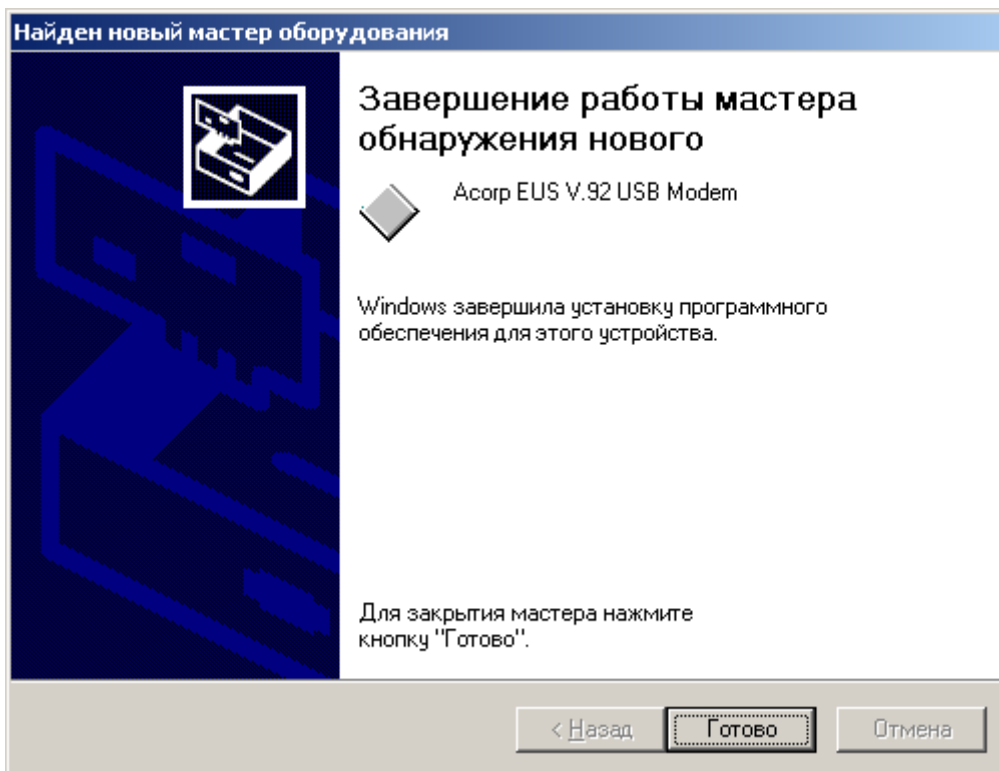 Найден новый мастер оборудования
Завершение работы мастера
обнаружения нового
Acorp EUS V.92 USB Modem
Windows завершила установку программного
обеспечения для этого устройства.
Для закрытия мастера нажмите
кнопку "Готово".
< Назад
Готово
Отмена